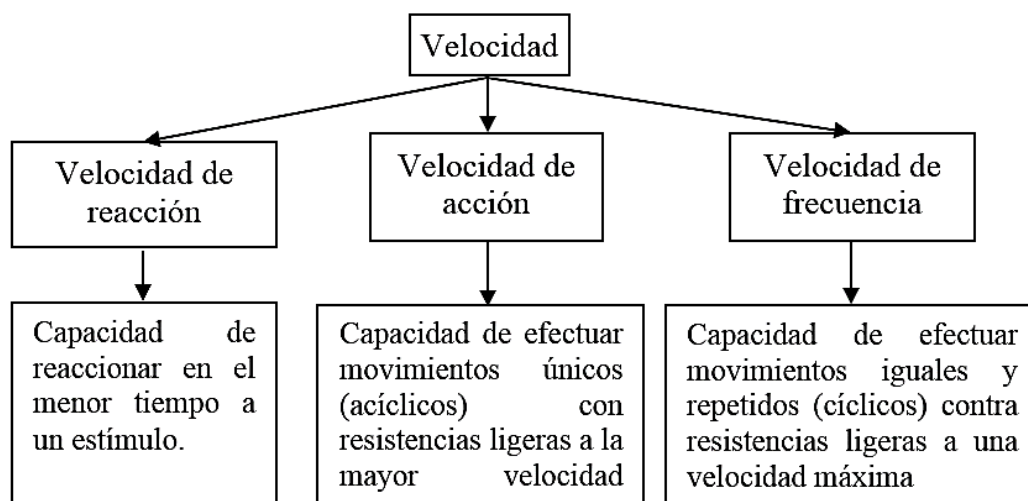 Velocidad
Velocidad de
reacción
Velocidad de
acción
Velocidad de
frecuencia
Capacidad de
reaccionar en el
menor tiempo a
un estímulo.
Capacidad de efectuar
movimientos únicos
(acíclicos) con
resistencias ligeras a la
mayor velocidad
Capacidad de efectuar
movimientos iguales y
repetidos (cíclicos) contra
resistencias ligeras a una
velocidad máxima